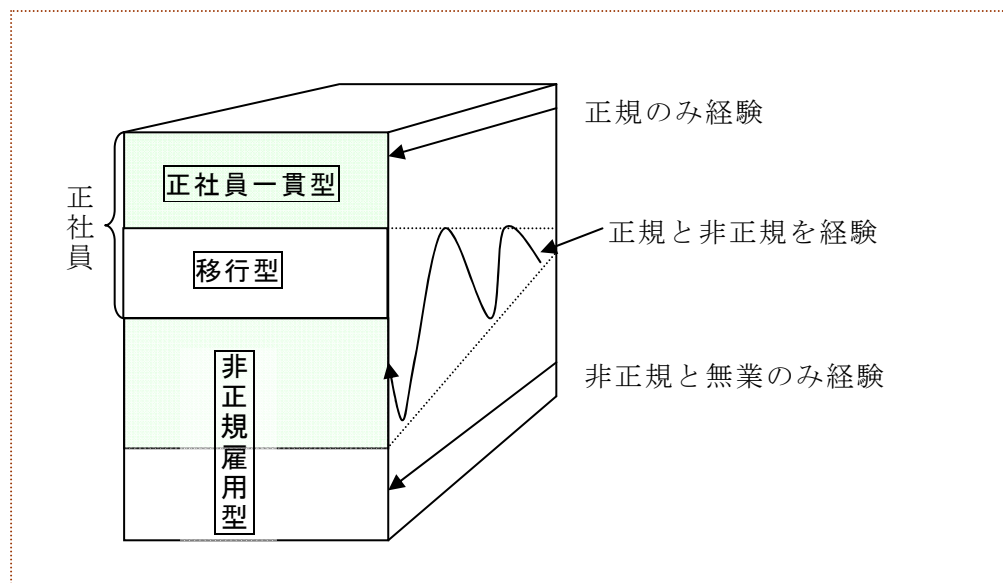 正規のみ経験
正社員一貫型
正社員
正規と非正規を経験
移行型
非正規雇用型
非正規と無業のみ経験